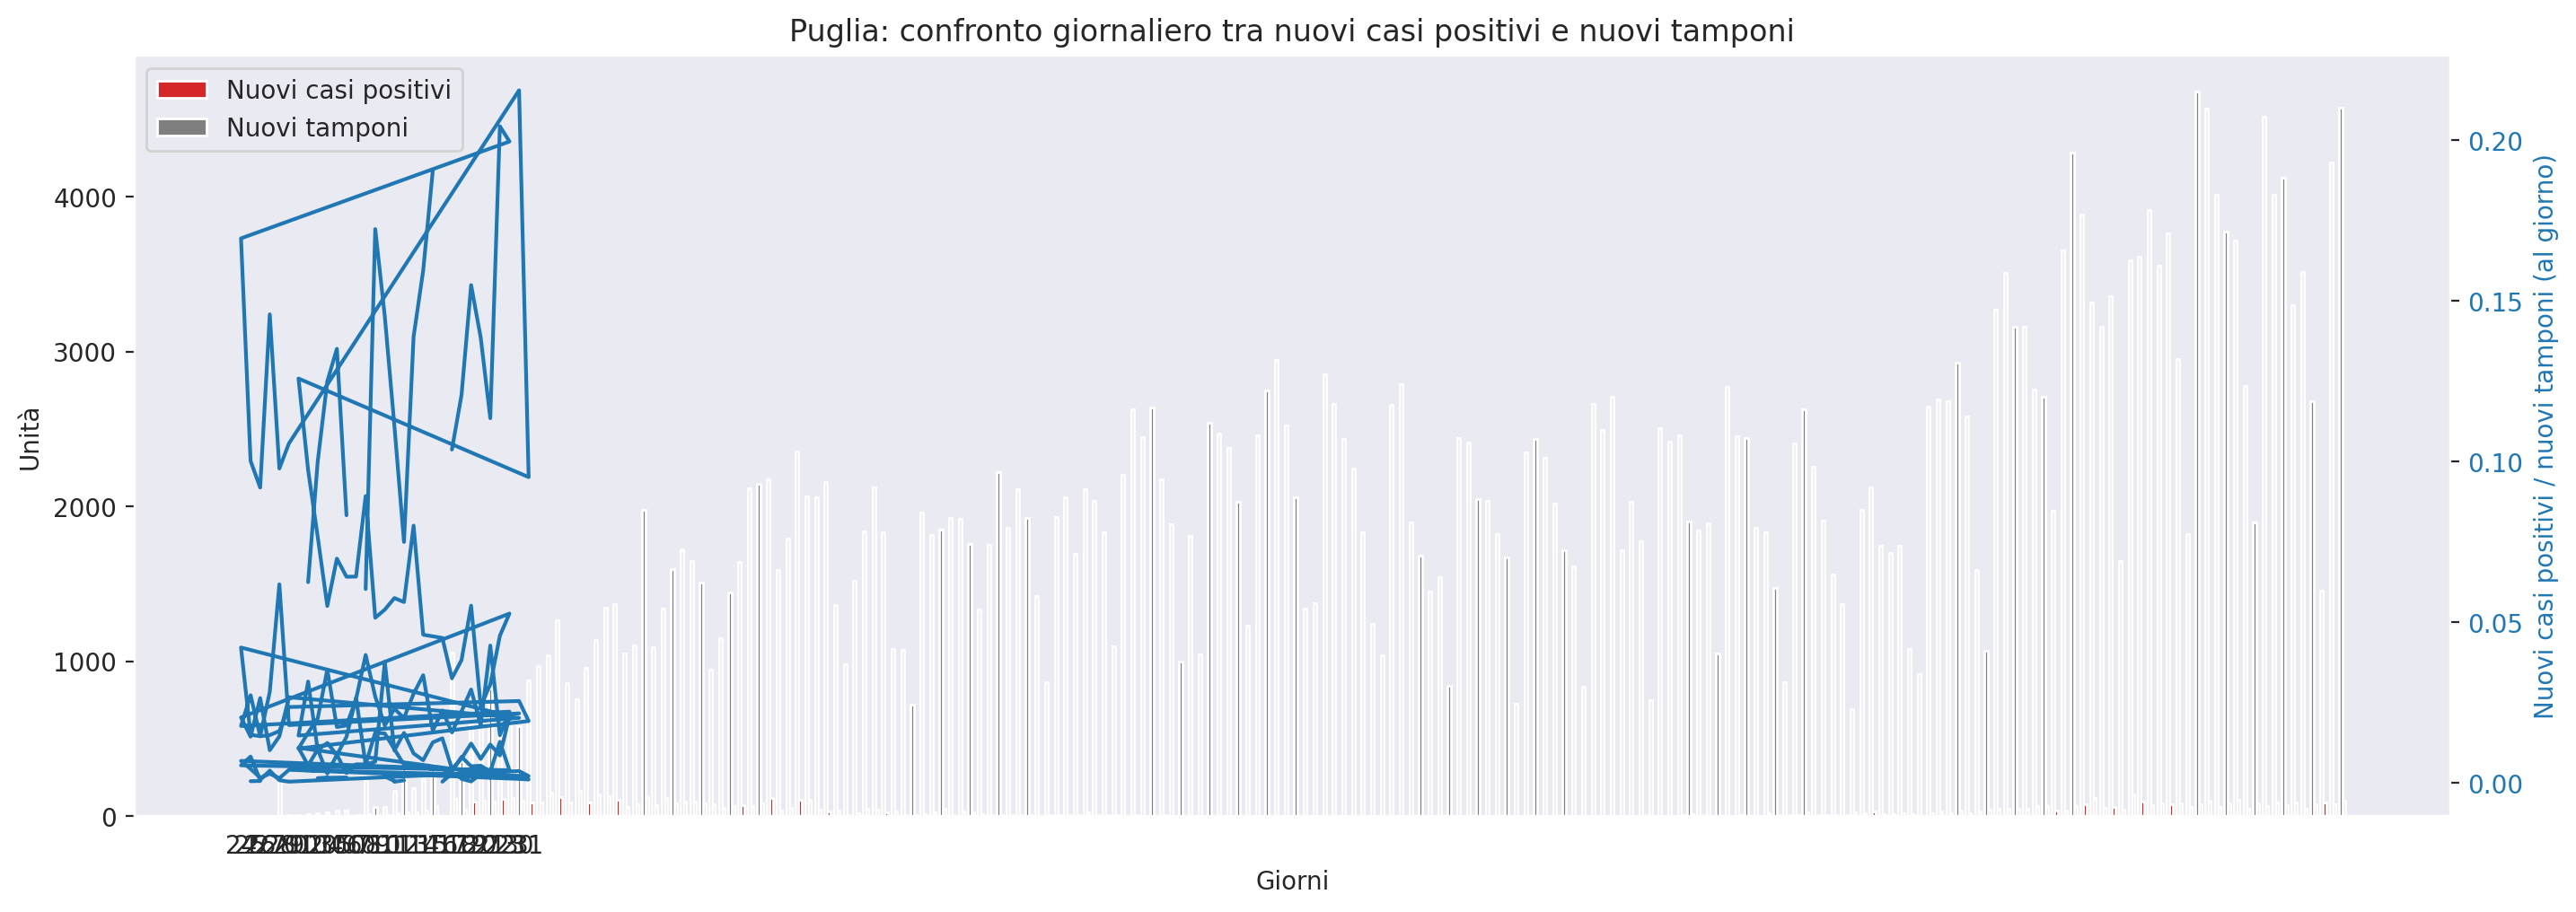 Puglia: confronto giornaliero tra nuovi casi positivi e nuovi tamponi
Nuovi casi positivi
Nuovi tamponi
Unità
4000
3000
2000
1000
0
0.20
0.15
0.10
0.05
0.00
Nuovi casi positivi / nuovi tamponi (al giorno)
Giorni